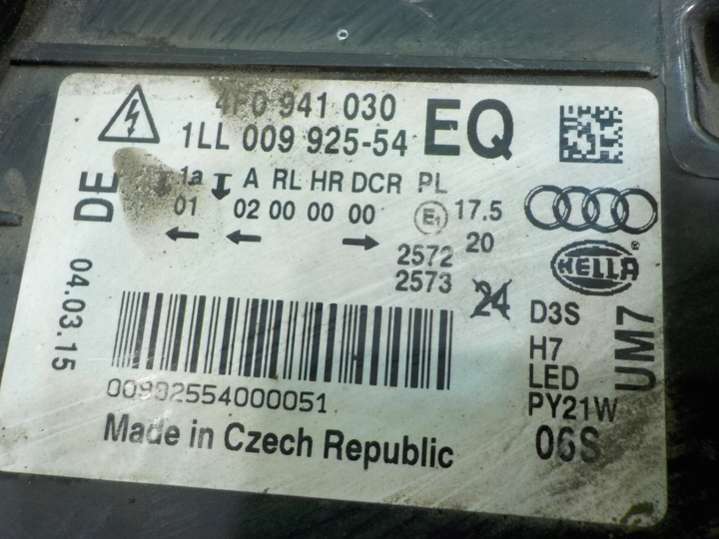 4F0 941 030
1LL 009 925-54
EQ
DE
1a A RL HR DCR PL
01 02 00 00 00 E1 17.5
2572 20
2573 24
HELLA ®
04.03.15
D3S
H7
LED
PY21W
06S
UM7
00992554000051
Made in Czech Republic